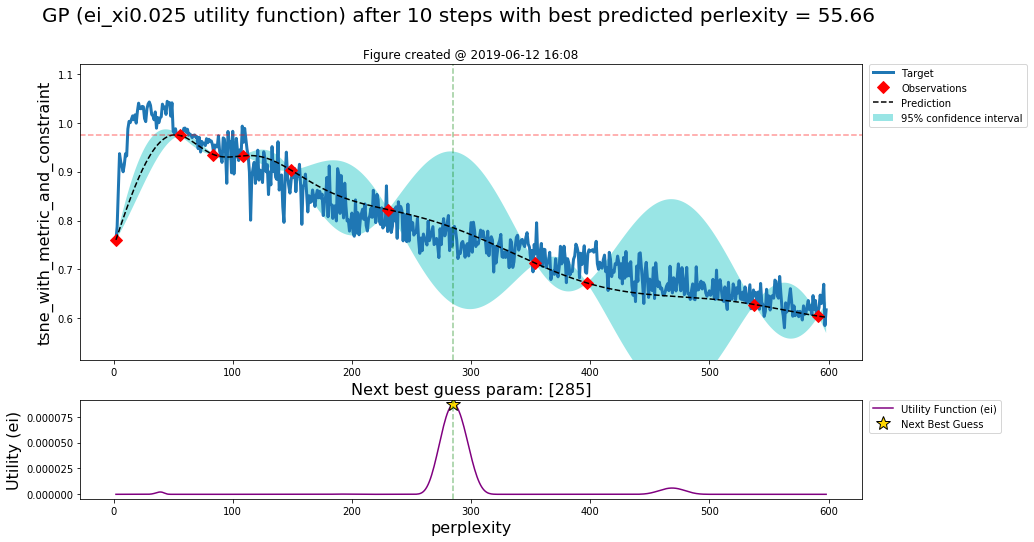 GP (ei_xi0.025 utility function) after 10 steps with best predicted perlexity = 55.66
Figure created @ 2019-06-12 16:08
tsne_with_metric_and_constraint
1.1
1.0
0.9
0.8
0.7
0.6
0 100 200 300 400 500 600
Target
Observations
Prediction
95% confidence interval
Next best guess param: [285]
Utility (ei)
0.000075
0.000050
0.000025
0.000000
0 100 200 300 400 500 600
perplexity
Utility Function (ei)
Next Best Guess